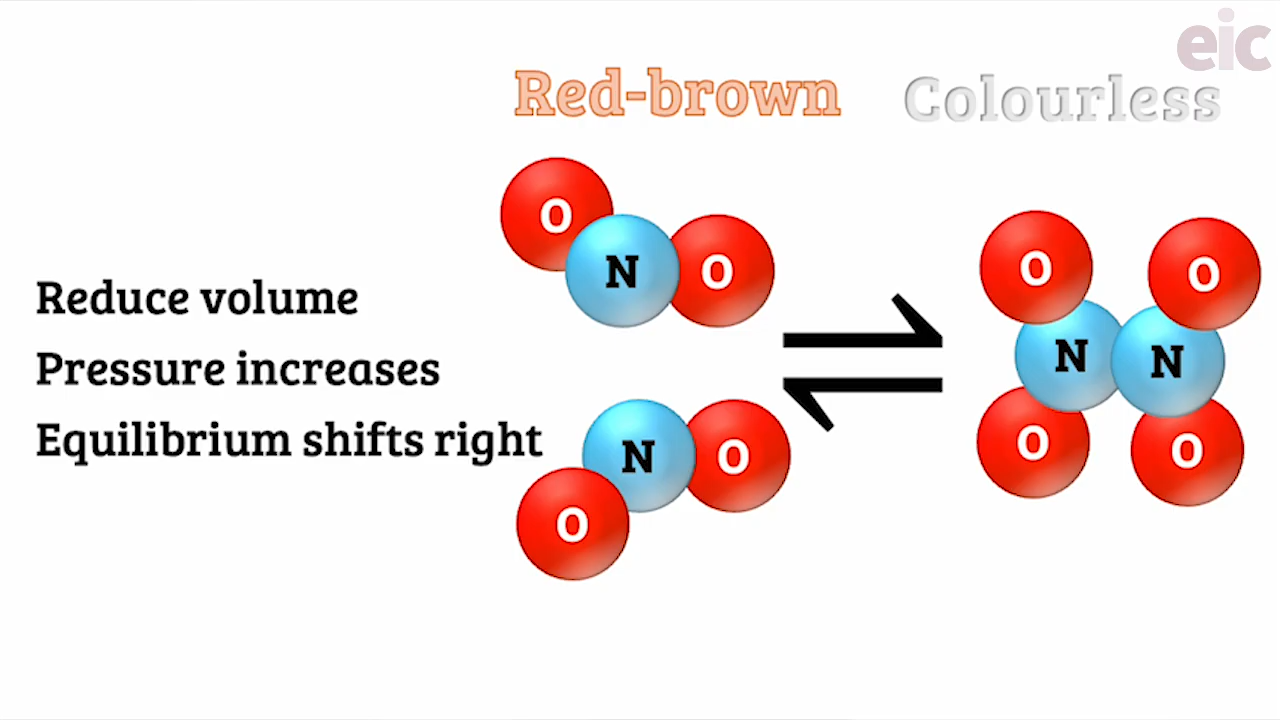 eic
Red-brown
Colourless
O
N
O
O
O
Reduce volume
Pressure increases
Equilibrium shifts right
N
N
N
O
O
O
O